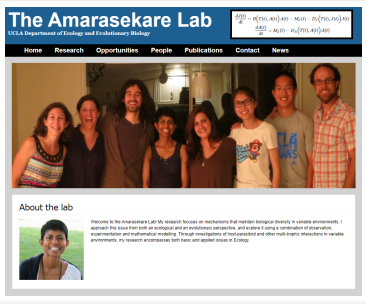 The Amarasekare Lab
UCLA Department of Ecology and Evolutionary Biology
Home Research Opportunities People Publications Contact News
About the lab
Welcome to the Amarasekare Lab! My research focuses on mechanisms that maintain biological diversity in variable environments. I
approach this issue from both an ecological and an evolutionary perspective, and explore it using a combination of observation,
experimentation and mathematical modelling. Through investigations of host-parasitoid and other multi-trophic interactions in variable
environments, my research encompasses both basic and applied issues in Ecology.